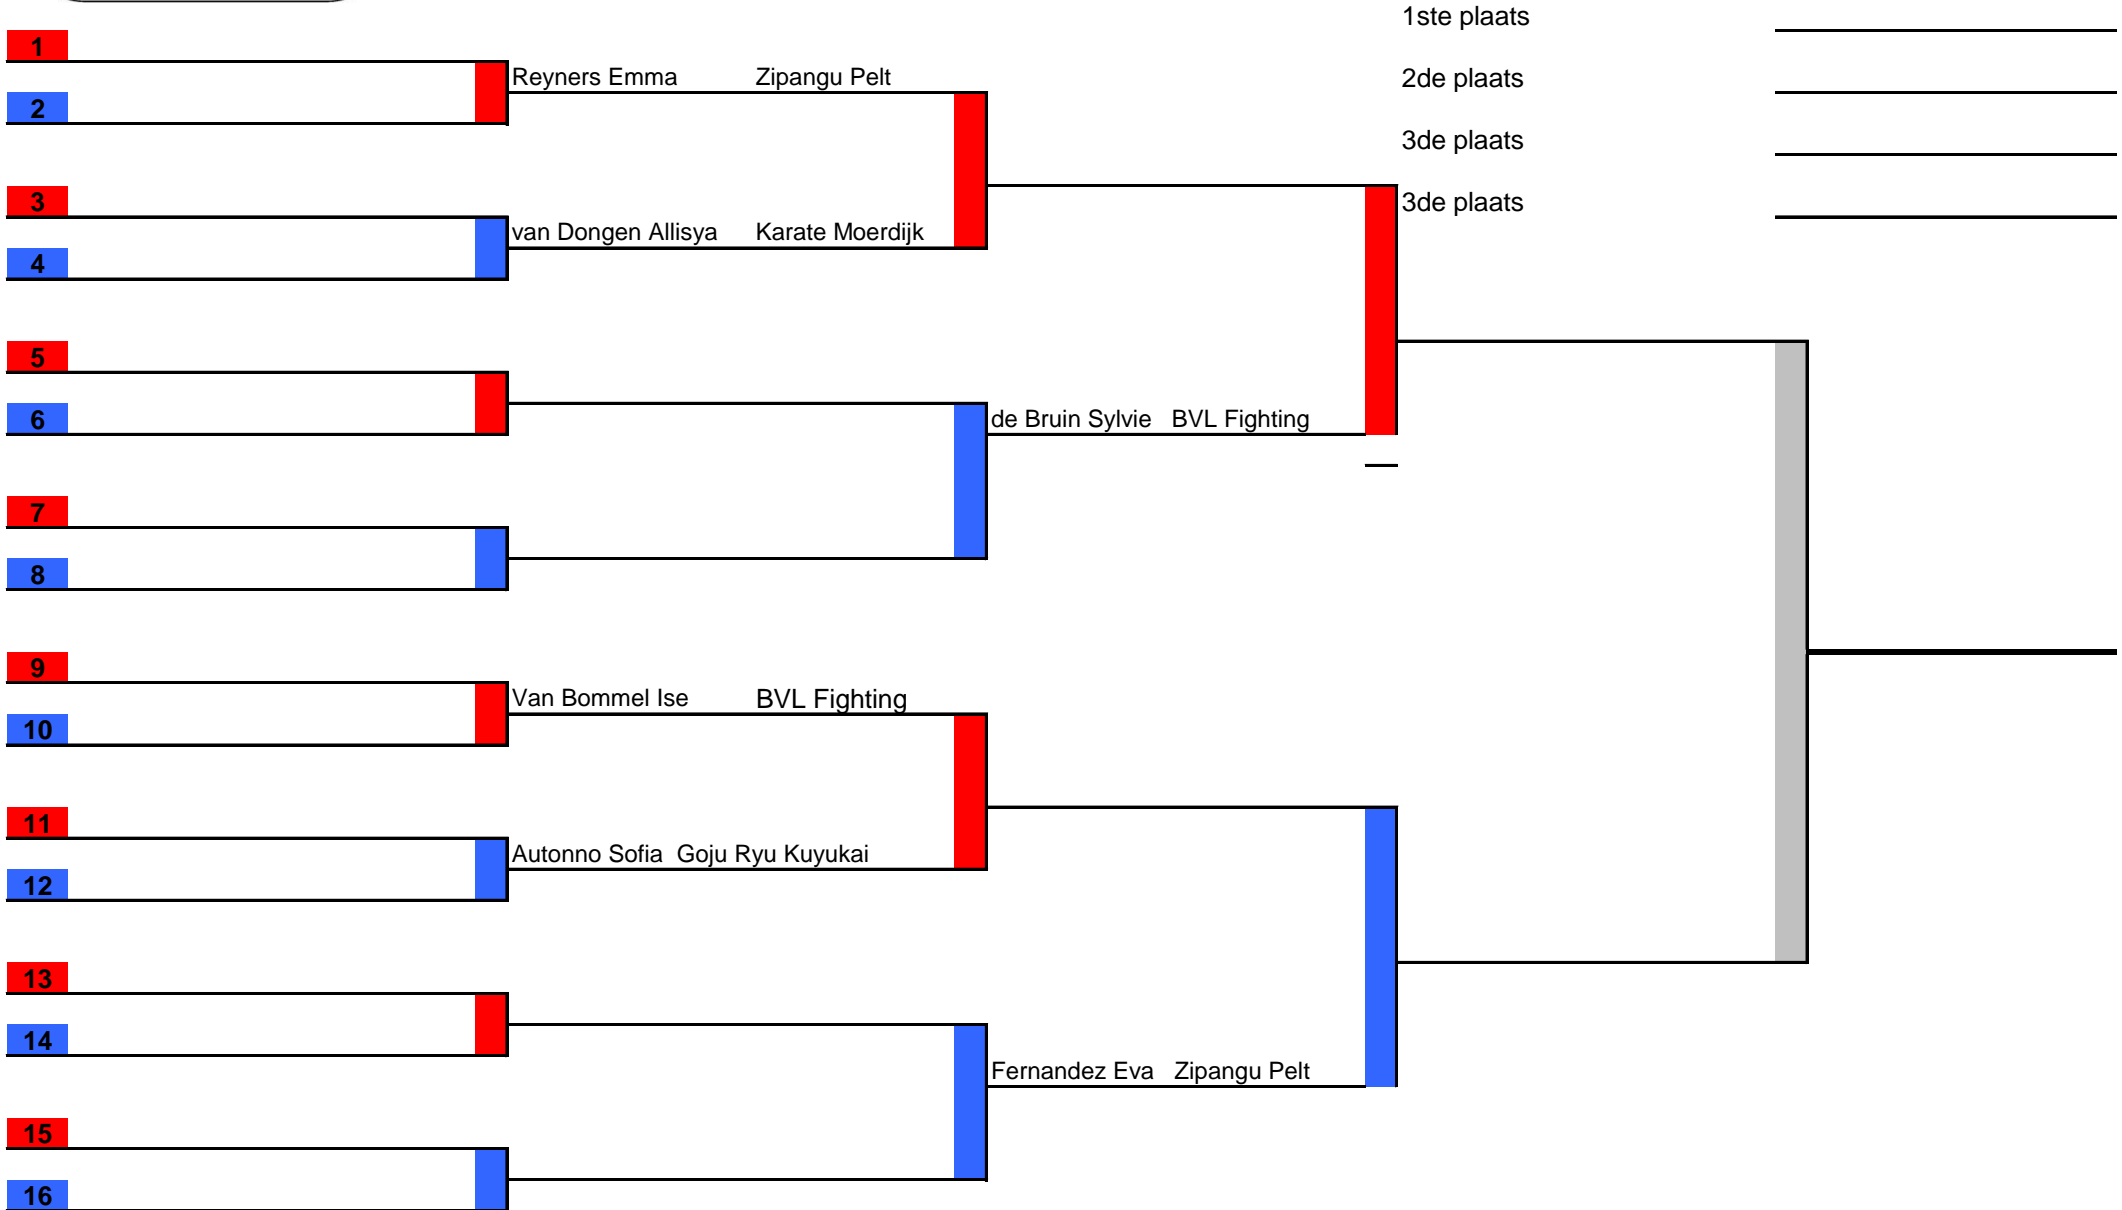 1ste plaats
1
Reyners Emma Zipangu Pelt
2de plaats
2
3de plaats
3
3de plaats
van Dongen Allisya Karate Moerdijk
4
5
6
de Bruin Sylvie BVL Fighting
7
8
9
Van Bommel Ise BVL Fighting
10
11
Autonno Sofia Goju Ryu Kuyukai
12
13
14
Fernandez Eva Zipangu Pelt
15
16